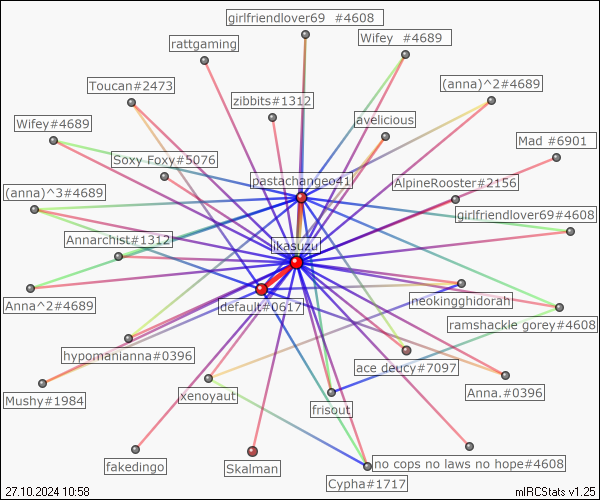 girlfriendlover69 #4608
rattgaming
Wifey #4689
Toucan#2473
(anna)^2#4689
zibbits#1312
avelicious
Wifey#4689
Mad #6901
Soxy Foxy#5076
pastachangeo41
AlpineRooster#2156
(anna)^3#4689
girlfriendlover69#4608
Annarchist#1312
ikasuzu
Anna^2#4689
default#0617
neokingghidorah
ramshackle gorey#4608
hypomanianna#0396
ace deucy#7097
Mushy#1984
xenoyaut
Anna.#0396
frisout
fakedingo
Skalman
no cops no laws no hope#4608
Cypha#1717
27.10.2024 10:58
mIRCStats v1.25